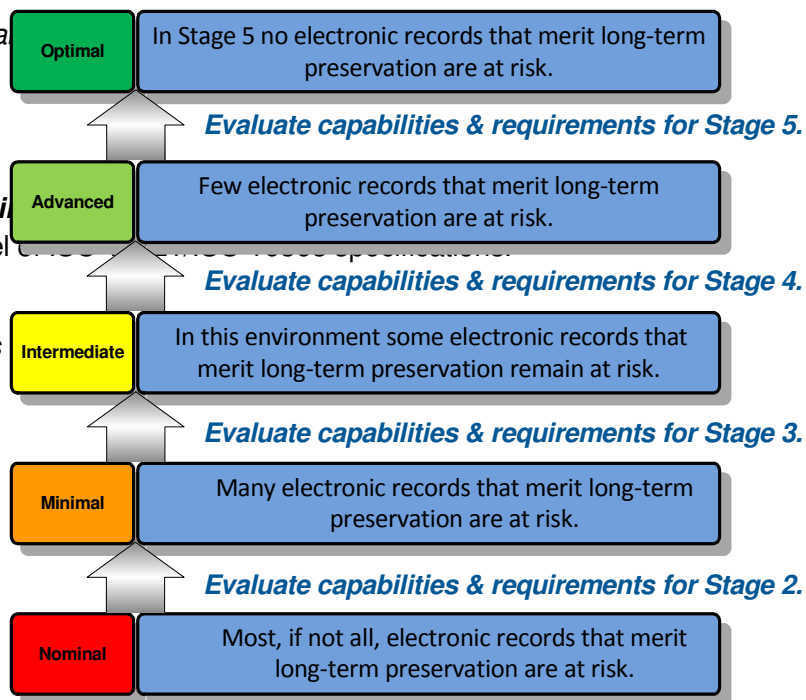 Optimal
In Stage 5 no electronic records that merit long-term
preservation are at risk.
Evaluate capabilities & requirements for Stage 5.
Advanced
Few electronic records that merit long-term
preservation are at risk.
Evaluate capabilities & requirements for Stage 4.
Intermediate
In this environment some electronic records that
merit long-term preservation remain at risk.
Evaluate capabilities & requirements for Stage 3.
Minimal
Many electronic records that merit long-term
preservation are at risk.
Evaluate capabilities & requirements for Stage 2.
Nominal
Most, if not all, electronic records that merit
long-term preservation are at risk.